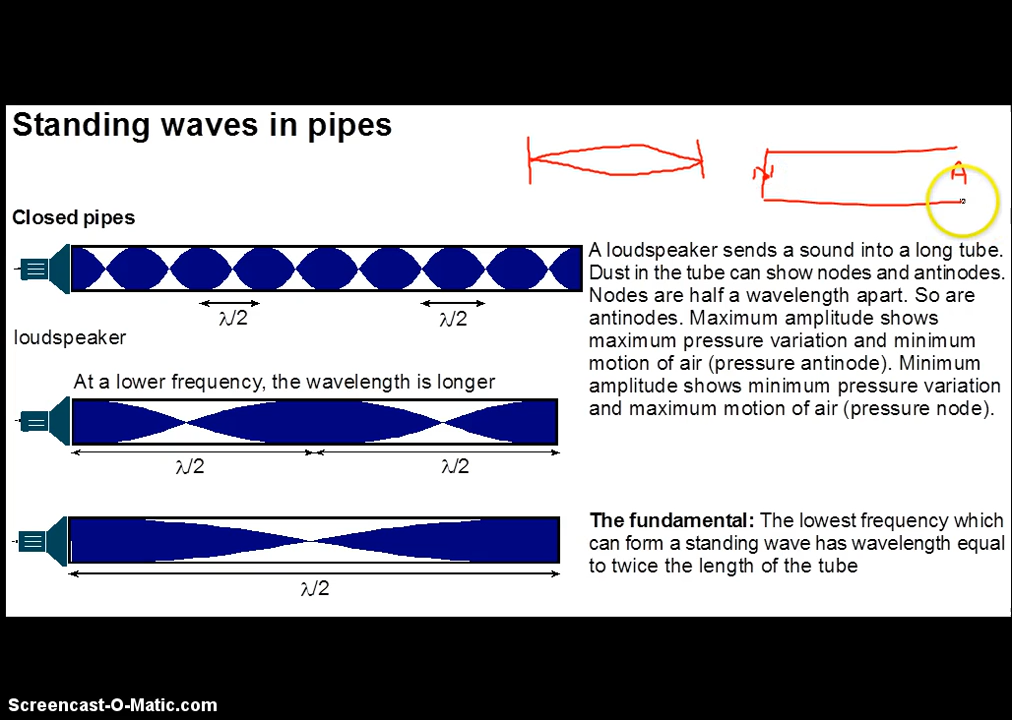 Standing waves in pipes
N
A
Closed pipes
λ/2
λ/2
loudspeaker
A loudspeaker sends a sound into a long tube.
Dust in the tube can show nodes and antinodes.
Nodes are half a wavelength apart. So are
antinodes. Maximum amplitude shows
maximum pressure variation and minimum
motion of air (pressure antinode). Minimum
amplitude shows minimum pressure variation
and maximum motion of air (pressure node).
At a lower frequency, the wavelength is longer
λ/2
λ/2
The fundamental: The lowest frequency which
can form a standing wave has wavelength equal
to twice the length of the tube
λ/2
Screencast-O-Matic.com